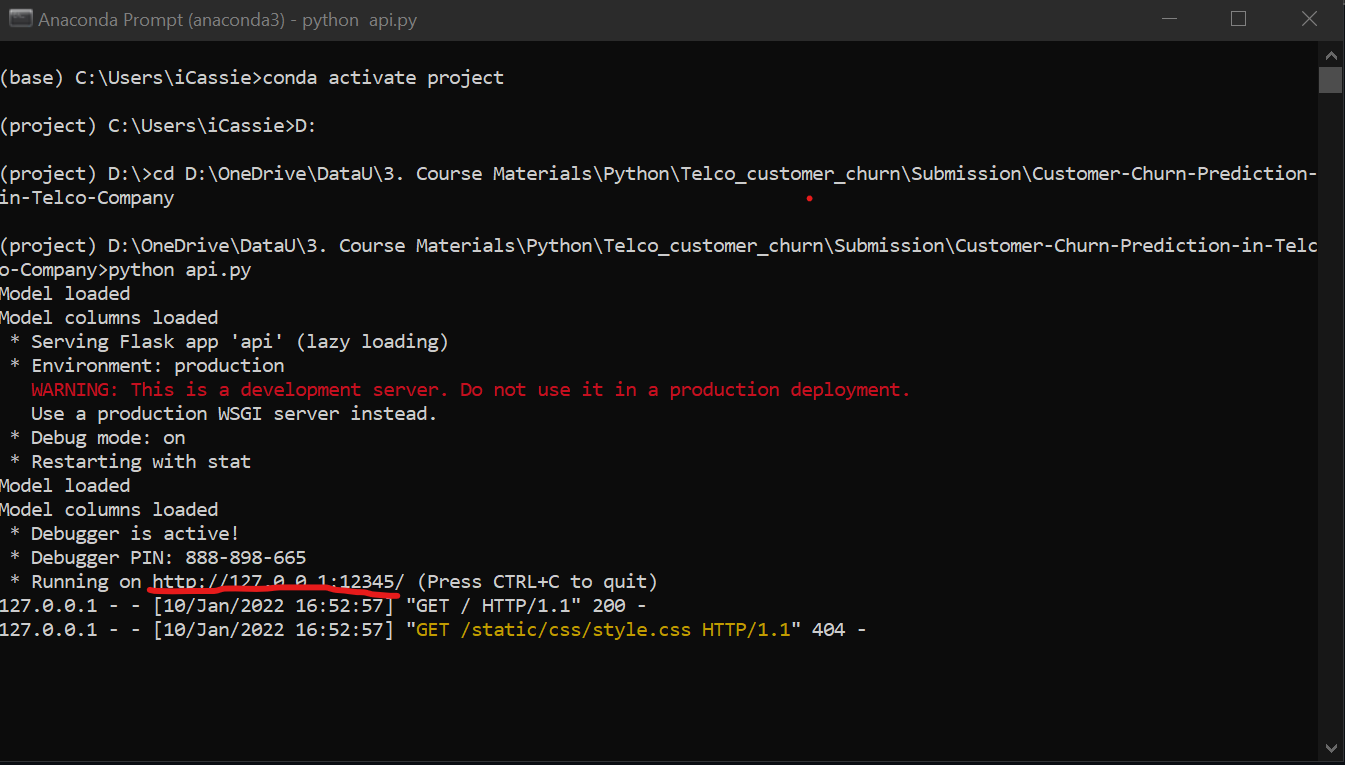 Anaconda Prompt (anaconda3) - python  api.py
(base) C:\Users\iCassie>conda activate project
(project) C:\Users\iCassie>D:
(project) D:\>cd D:\OneDrive\DataU\3. Course Materials\Python\Telco_customer_churn\Submission\Customer-Churn-Prediction-
in-Telco-Company
(project) D:\OneDrive\DataU\3. Course Materials\Python\Telco_customer_churn\Submission\Customer-Churn-Prediction-in-Telc
o-Company>python api.py
Model loaded
Model columns loaded
 * Serving Flask app 'api' (lazy loading)
 * Environment: production
   WARNING: This is a development server. Do not use it in a production deployment.
   Use a production WSGI server instead.
 * Debug mode: on
 * Restarting with stat
Model loaded
Model columns loaded
 * Debugger is active!
 * Debugger PIN: 888-898-665
 * Running on http://127.0.0.1:12345/ (Press CTRL+C to quit)
127.0.0.1 - - [10/Jan/2022 16:52:57] "GET / HTTP/1.1" 200 -
127.0.0.1 - - [10/Jan/2022 16:52:57] "GET /static/css/style.css HTTP/1.1" 404 -